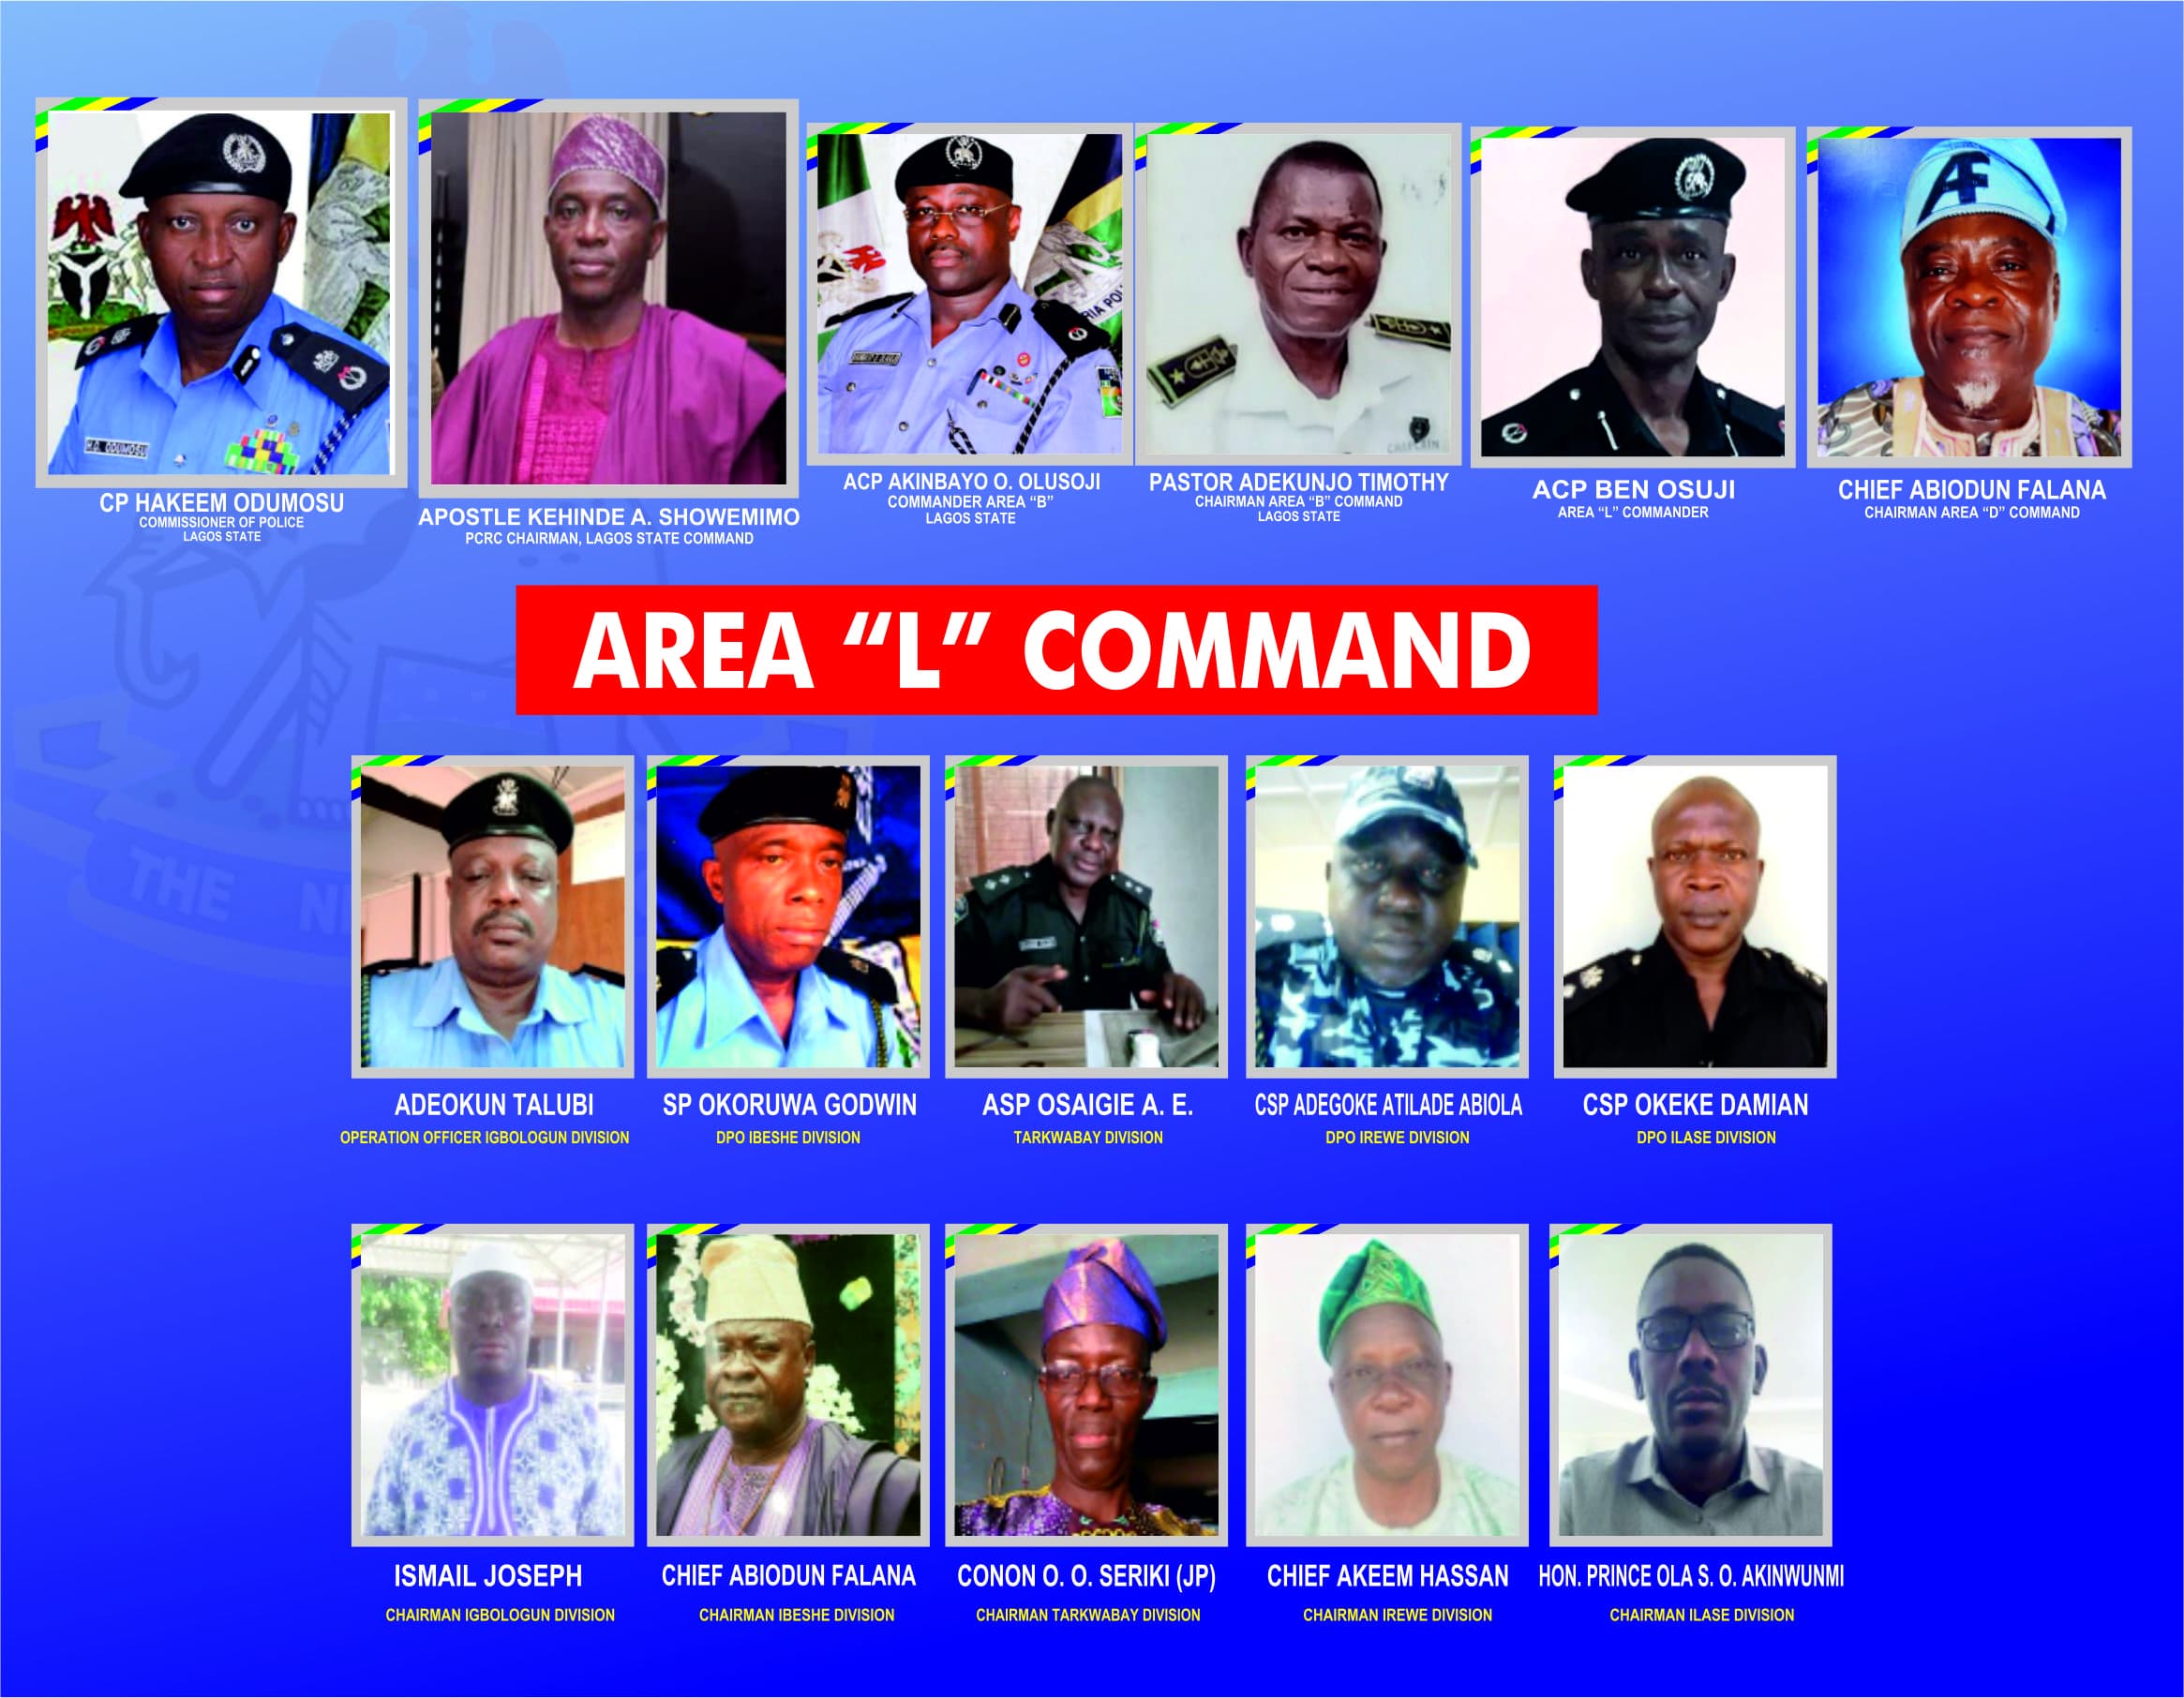 CP HAKEEM ODUMOSU
COMMISSIONER OF POLICE
LAGOS STATE
APOSTLE KEHINDE A. SHOWEMIMO
PCRC CHAIRMAN, LAGOS STATE COMMAND
ACP AKINBAYO O. OLUSOJI
COMMANDER AREA “B”
LAGOS STATE
PASTOR ADEKUNJO TIMOTHY
CHAIRMAN AREA “B” COMMAND
LAGOS STATE
ACP BEN OSUJI
AREA “L” COMMANDER
CHIEF ABIODUN FALANA
CHAIRMAN AREA “D” COMMAND
H.O. ODUMOSU
AF
AREA “L” COMMAND
THE
ADEOKUN TALUBI
OPERATION OFFICER IGBOLOGUN DIVISION
SP OKORUWA GODWIN
DPO IBESHE DIVISION
ASP OSAIGIE A. E.
TARKWABAY DIVISION
CSP ADEGOKE ATILADE ABIOLA
DPO IREWE DIVISION
CSP OKEKE DAMIAN
DPO ILASE DIVISION
ISMAIL JOSEPH
CHAIRMAN IGBOLOGUN DIVISION
CHIEF ABIODUN FALANA
CHAIRMAN IBESHE DIVISION
CONON O. O. SERIKI (JP)
CHAIRMAN TARKWABAY DIVISION
CHIEF AKEEM HASSAN
CHAIRMAN IREWE DIVISION
HON. PRINCE OLA S. O. AKINWUNMI
CHAIRMAN ILASE DIVISION